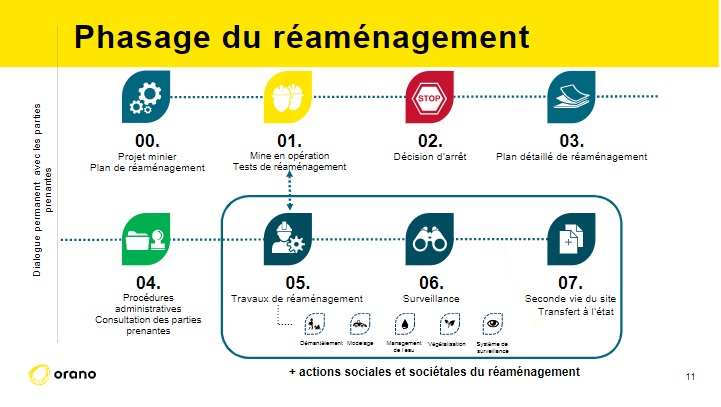 Phasage du réaménagement
Dialogue permanent avec les parties
prenantes
00.
Projet minier
Plan de réaménagement
01.
Mine en opération
Tests de réaménagement
STOP
02.
Décision d'arrêt
03.
Plan détaillé de réaménagement
04.
Procédures
administratives
Consultation des parties
prenantes
05.
Travaux de réaménagement
06.
Surveillance
07.
Seconde vie du site
Transfert à l'état
Démantèlement
Modelage
Management
de l'eau
Végétalisation
Système de
surveillance
+ actions sociales et sociétales du réaménagement
orano
11